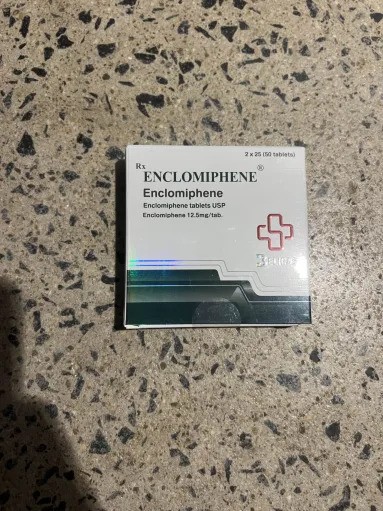 2 x 25 (50 tablets)
Rx
ENCLOMIPHENE®
Enclomiphene
Enclomiphene tablets USP
Enclomiphene 12.5mg/tab.